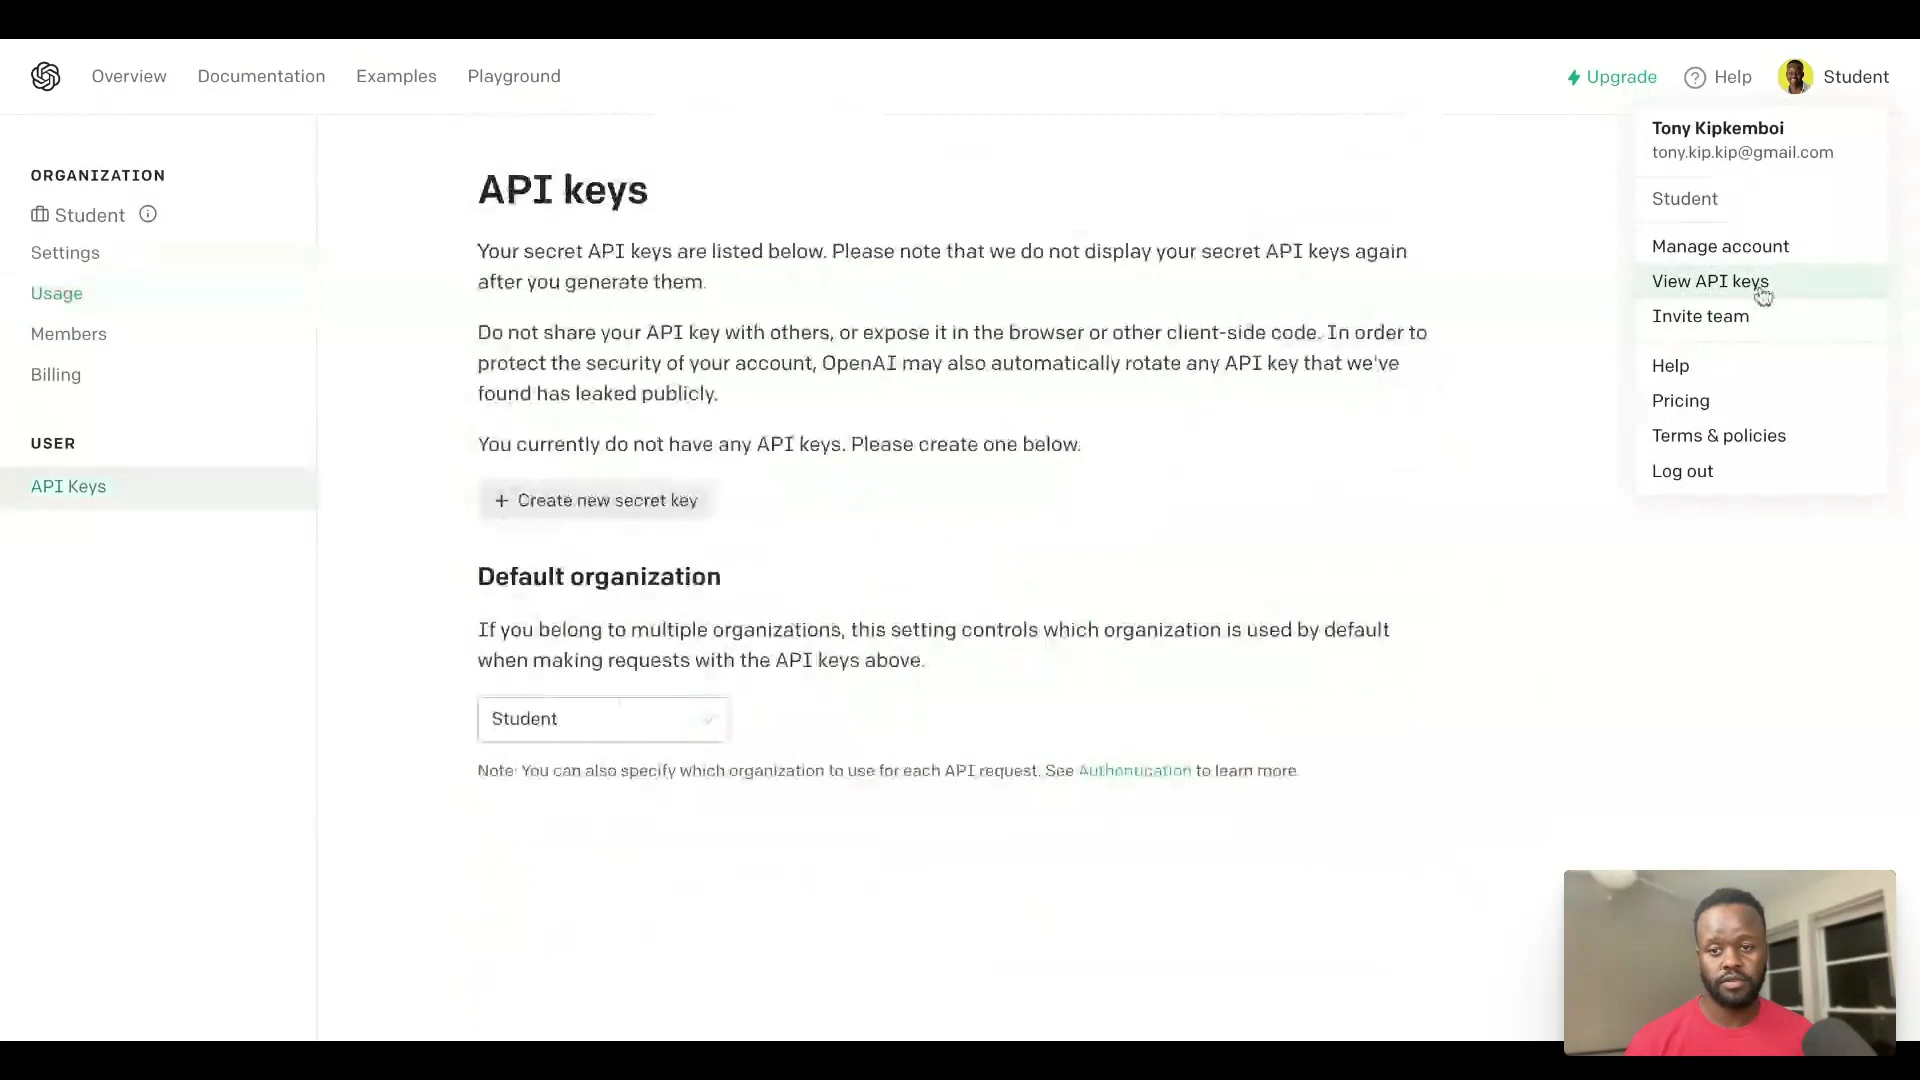 Overview Documentation Examples Playground
Upgrade Help Student
Tony Kipkemboi
tony.kip.kip@gmail.com
Student
Manage account
View API keys
Invite team
Help
Pricing
Terms & policies
Log out
ORGANIZATION
Student
Settings
Usage
Members
Billing
USER
API Keys
API keys
Your secret API keys are listed below. Please note that we do not display your secret API keys again
after you generate them.
Do not share your API key with others, or expose it in the browser or other client-side code. In order to
protect the security of your account, OpenAI may also automatically rotate any API key that we've
found has leaked publicly.
You currently do not have any API keys. Please create one below.
+ Create new secret key
Default organization
If you belong to multiple organizations, this setting controls which organization is used by default
when making requests with the API keys above.
Student
Note: You can also specify which organization to use for each API request. See Authentication to learn more.